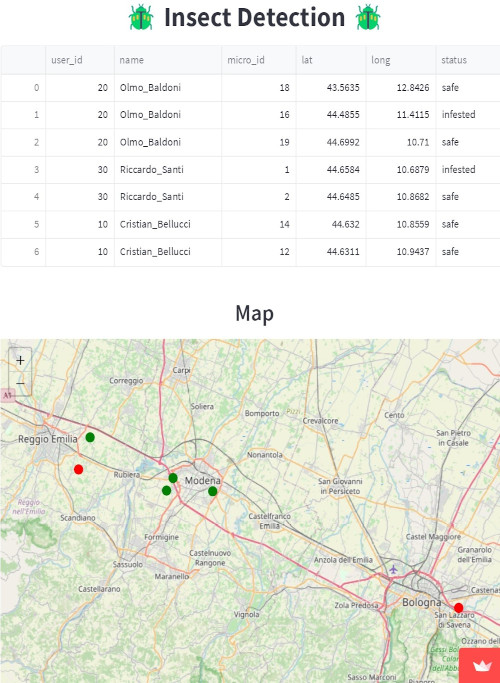 Insect Detection
user_id name micro_id lat long status
0 20 Olmo_Baldoni 18 43.5635 12.8426 safe
1 20 Olmo_Baldoni 16 44.4855 11.4115 infested
2 20 Olmo_Baldoni 19 44.6992 10.71 safe
3 30 Riccardo_Santi 1 44.6584 10.6879 infested
4 30 Riccardo_Santi 2 44.6485 10.8682 safe
5 10 Cristian_Bellucci 14 44.632 10.8559 safe
6 10 Cristian_Bellucci 12 44.6311 10.9437 safe
Map
+
−
Carpi
Correggio
A1
Soliera
Bomporto
Finale
Crevalcore
Cento
Reggio Emilia
San Pietro
in Casale
Nonantola
Rubiera
Modena
San Giovanni
in Persiceto
Reggio
nell'Emilia
Scandiano
Castelfranco
Emilia
Formigine
Castel Maggiore
Castelnuovo
Rangone
Granarolo
dell'Emilia
Anzola dell'Emilia
Sassuolo
Maranello
Castellarano
Castenas
Bologna
Zola Predosa
Vignola
San Lazzaro
di Savena
Ozzano de
Gessi Bol
Sasso Marconi
Pianoro